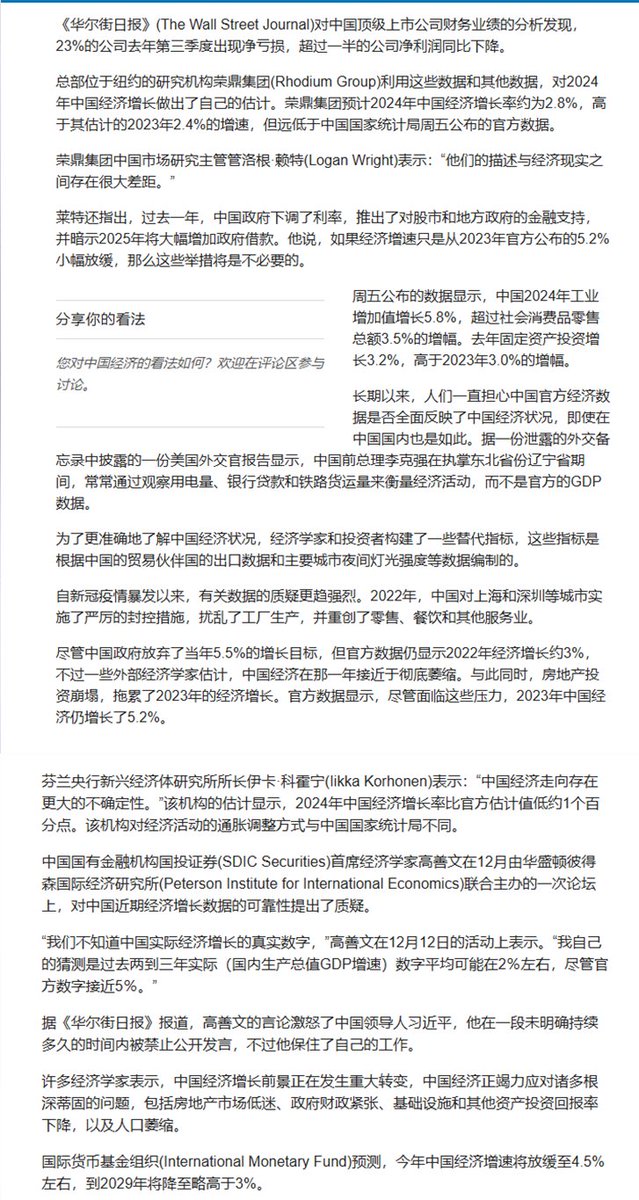 《华尔街日报》(The Wall Street Journal)对中国顶级上市公司财务业绩的分析发现，
23%的公司去年第三季度出现净亏损，超过一半的公司净利润同比下降。
总部位于纽约的研究机构荣鼎集团(Rhodium Group)利用这些数据和其他数据，对2024
年中国经济增长做出了自己的估计。荣鼎集团预计2024年中国经济增长率约为2.8%，高
于其估计的2023年2.4%的增速，但远低于中国国家统计局周五公布的官方数据。
荣鼎集团中国市场研究主管管洛根·赖特(Logan Wright)表示：“他们的描述与经济现实之
间存在很大差距。”
莱特还指出，过去一年，中国政府下调了利率，推出了对股市和地方政府的金融支持，
并暗示2025年将大幅增加政府借款。他说，如果经济增速只是从2023年官方公布的5.2%
小幅放缓，那么这些举措将是不必要的。
分享你的看法
您对中国经济的看法如何？欢迎在评论区参与
讨论。
周五公布的数据显示，中国2024年工业
增加值增长5.8%，超过社会消费品零售
总额3.5%的增幅。去年固定资产投资增
长3.2%，高于2023年3.0%的增幅。
长期以来，人们一直担心中国官方经济数
据是否全面反映了中国经济状况，即使在
中国国内也是如此。据一份泄露的外交备
忘录中披露的一份美国外交官报告显示，中国前总理李克强在执掌东北省份辽宁省期
间，常常通过观察用电量、银行贷款和铁路货运量来衡量经济活动，而不是官方的GDP
数据。
为了更准确地了解中国经济状况，经济学家和投资者构建了一些替代指标，这些指标是
根据中国的贸易伙伴国的出口数据和主要城市夜间灯光强度等数据编制的。
自新冠疫情暴发以来，有关数据的质疑更趋强烈。2022年，中国对上海和深圳等城市实
施了严厉的封控措施，扰乱了工厂生产，并重创了零售、餐饮和其他服务业。
尽管中国政府放弃了当年5.5%的增长目标，但官方数据仍显示2022年经济增长约3%，
不过一些外部经济学家估计，中国经济在那一年接近于彻底萎缩。与此同时，房地产投
资崩塌，拖累了2023年的经济增长。官方数据显示，尽管面临这些压力，2023年中国经
济仍增长了5.2%。
芬兰央行新兴经济体研究所所长伊卡·科霍宁(Iikka Korhonen)表示：“中国经济走向存在
更大的不确定性。”该机构的估计显示，2024年中国经济增长率比官方估计值低约1个百
分点。该机构对经济活动的通胀调整方式与中国国家统计局不同。
中国国有金融机构国投证券(SDIC Securities)首席经济学家高善文在12月由华盛顿彼得
森国际经济研究所(Peterson Institute for International Economics)联合主办的一次论坛
上，对中国近期经济增长数据的可靠性提出了质疑。
“我们不知道中国实际经济增长的真实数字，”高善文在12月12日的活动上表示。“我自己
的猜测是过去两到三年实际（国内生产总值GDP增速）数字平均可能在2%左右，尽管官
方数字接近5%。”
据《华尔街日报》报道，高善文的言论激怒了中国领导人习近平，他在一段未明确持续
多久的时间内被禁止公开发言，不过他保住了自己的工作。
许多经济学家表示，中国经济增长前景正在发生重大转变，中国经济正竭力应对诸多根
深蒂固的问题，包括房地产市场低迷、政府财政紧张、基础设施和其他资产投资回报率
下降，以及人口萎缩。
国际货币基金组织(International Monetary Fund)预测，今年中国经济增速将放缓至4.5%
左右，到2029年将降至略高于3%。